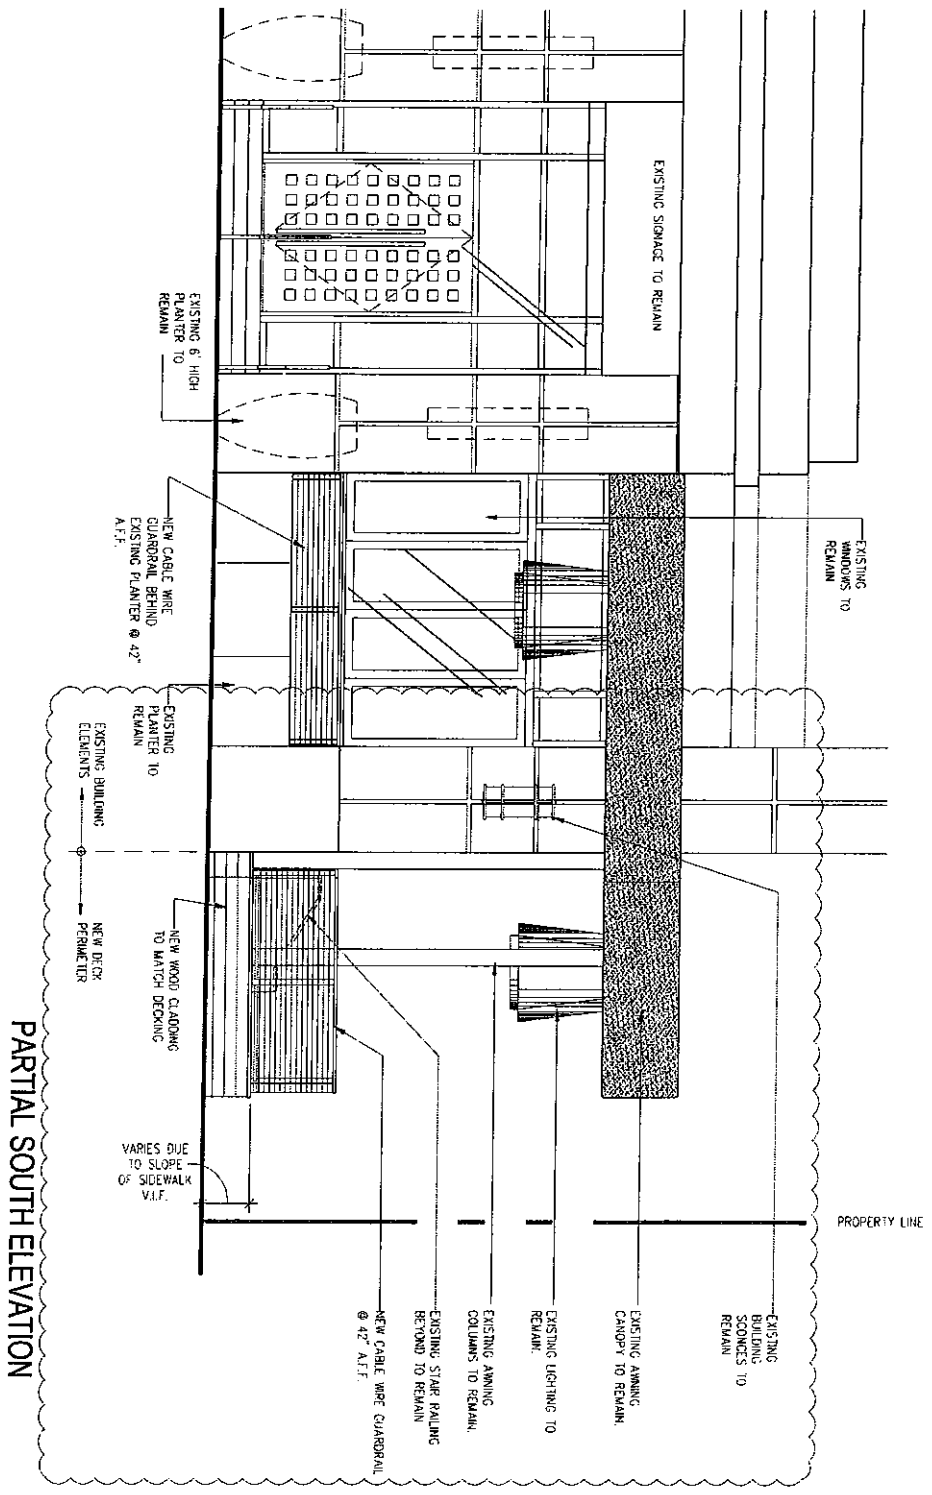 EXISTING SIGNAGE TO REMAIN
EXISTING 6' HIGH
PLANTER TO
REMAIN
NEW CABLE WIRE
GUARDRAIL BEHIND
EXISTING PLANTER @ 42"
A.F.F.
EXISTING
WINDOWS TO
REMAIN
EXISTING
PLANTER TO
REMAIN
EXISTING BUILDING
ELEMENTS
NEW DECK
PERIMETER
NEW WOOD CLADDING
TO MATCH DECKING
VARIES DUE
TO SLOPE
OF SIDEWALK
V.I.F.
PROPERTY LINE
EXISTING
BUILDING
SCONCES TO
REMAIN
EXISTING AWNING
CANOPY TO REMAIN.
EXISTING LIGHTING TO
REMAIN.
EXISTING AWNING
COLUMNS TO REMAIN.
EXISTING STAIR RAILING
BEYOND TO REMAIN
NEW CABLE WIRE GUARDRAIL
@ 42" A.F.F.
PARTIAL SOUTH ELEVATION